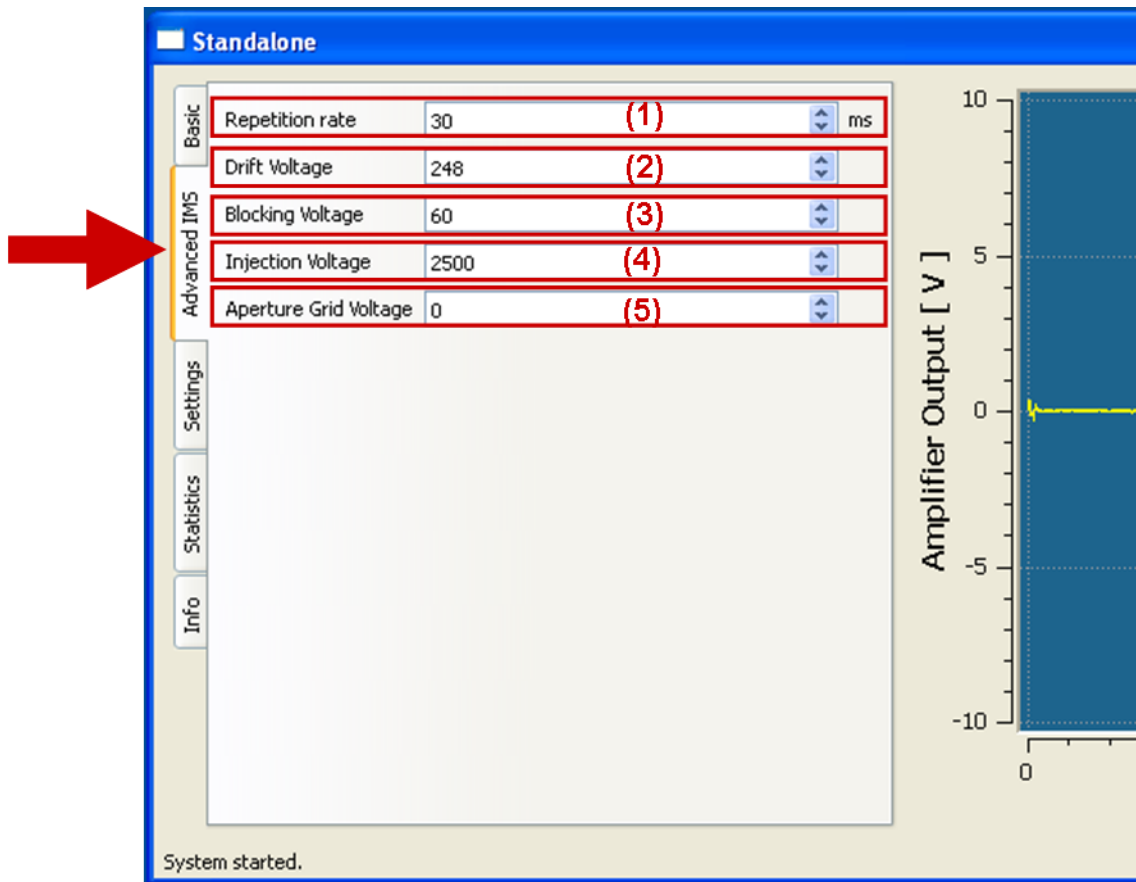 Standalone
Basic
Advanced IMS
Settings
Statistics
Info
Repetition rate 30 (1) ms
Drift Voltage 248 (2)
Blocking Voltage 60 (3)
Injection Voltage 2500 (4)
Aperture Grid Voltage 0 (5)
Amplifier Output [ V ]
10
5
0
-5
-10
0
System started.